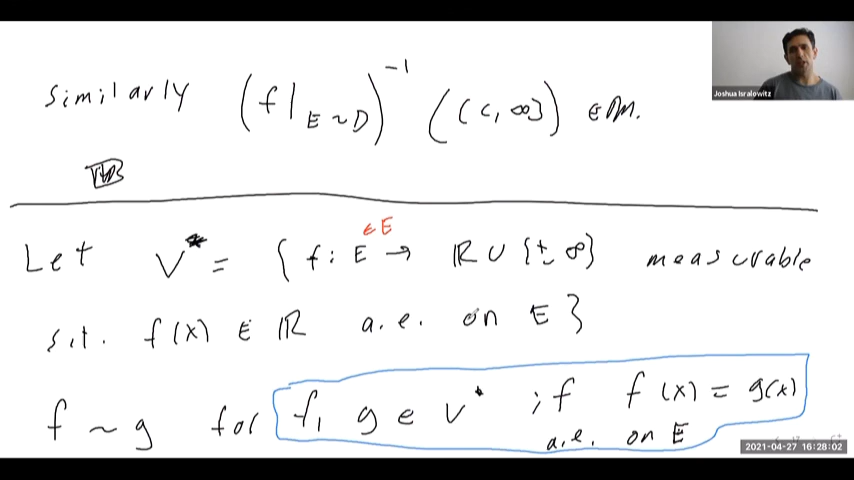 Joshua Isralowitz
similarly (f|_{E~D})^{-1} ((c, ∞]) ∈ m.
∈ E
Let V* = { f : E → ℝ ∪ {± ∞} measurable
s.t. f(x) ∈ ℝ a.e. on E }
f ~ g for f, g ∈ V* if f(x) = g(x)
a.e. on E
2021-04-27 16:28:02